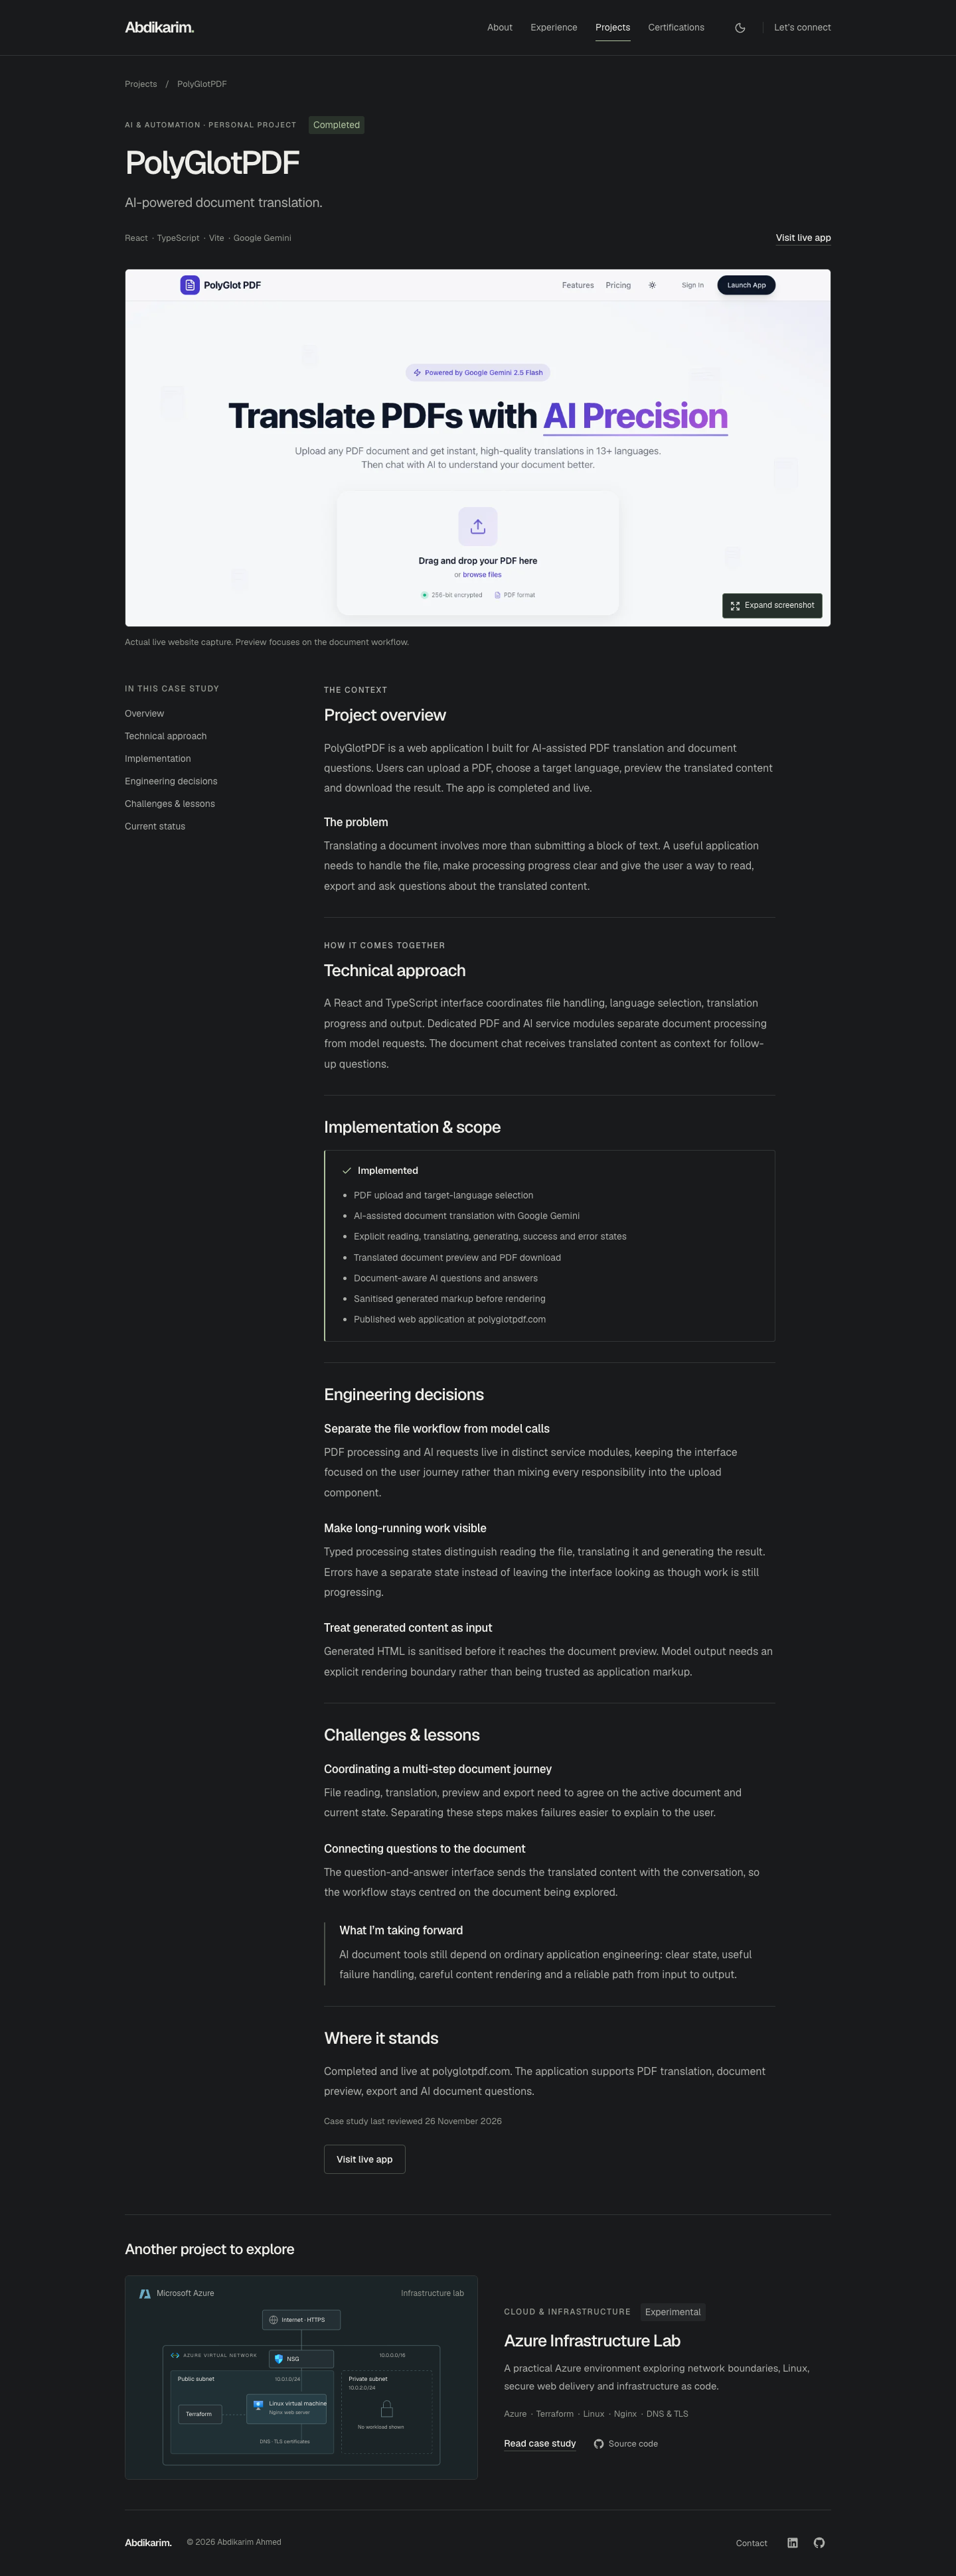 Abdikarim.
About Experience Projects Certifications Let's connect
Projects / PolyGlotPDF
AI & AUTOMATION · PERSONAL PROJECT Completed
PolyGlotPDF
AI-powered document translation.
React · TypeScript · Vite · Google Gemini
Visit live app
PolyGlot PDF
Features Pricing Sign In Launch App
Powered by Google Gemini 2.5 Flash
Translate PDFs with AI Precision
Upload any PDF document and get instant, high-quality translations in 13+ languages.
Then chat with AI to understand your document better.
Drag and drop your PDF here
or browse files
256-bit encrypted PDF format
Expand screenshot
Actual live website capture. Preview focuses on the document workflow.
IN THIS CASE STUDY
Overview
Technical approach
Implementation
Engineering decisions
Challenges & lessons
Current status
THE CONTEXT
Project overview
PolyGlotPDF is a web application I built for AI-assisted PDF translation and document
questions. Users can upload a PDF, choose a target language, preview the translated content
and download the result. The app is completed and live.
The problem
Translating a document involves more than submitting a block of text. A useful application
needs to handle the file, make processing progress clear and give the user a way to read,
export and ask questions about the translated content.
HOW IT COMES TOGETHER
Technical approach
A React and TypeScript interface coordinates file handling, language selection, translation
progress and output. Dedicated PDF and AI service modules separate document processing
from model requests. The document chat receives translated content as context for follow-
up questions.
Implementation & scope
Implemented
PDF upload and target-language selection
AI-assisted document translation with Google Gemini
Explicit reading, translating, generating, success and error states
Translated document preview and PDF download
Document-aware AI questions and answers
Sanitised generated markup before rendering
Published web application at polyglotpdf.com
Engineering decisions
Separate the file workflow from model calls
PDF processing and AI requests live in distinct service modules, keeping the interface
focused on the user journey rather than mixing every responsibility into the upload
component.
Make long-running work visible
Typed processing states distinguish reading the file, translating it and generating the result.
Errors have a separate state instead of leaving the interface looking as though work is still
progressing.
Treat generated content as input
Generated HTML is sanitised before it reaches the document preview. Model output needs an
explicit rendering boundary rather than being trusted as application markup.
Challenges & lessons
Coordinating a multi-step document journey
File reading, translation, preview and export need to agree on the active document and
current state. Separating these steps makes failures easier to explain to the user.
Connecting questions to the document
The question-and-answer interface sends the translated content with the conversation, so
the workflow stays centred on the document being explored.
What I'm taking forward
AI document tools still depend on ordinary application engineering: clear state, useful
failure handling, careful content rendering and a reliable path from input to output.
Where it stands
Completed and live at polyglotpdf.com. The application supports PDF translation, document
preview, export and AI document questions.
Case study last reviewed 26 November 2026
Visit live app
Another project to explore
Microsoft Azure Infrastructure lab
Internet · HTTPS
AZURE VIRTUAL NETWORK NSG 10.0.0.0/16
Public subnet 10.0.1.0/24
Private subnet
10.0.2.0/24
Terraform
Linux virtual machine
Nginx web server
No workload shown
DNS · TLS certificates
CLOUD & INFRASTRUCTURE Experimental
Azure Infrastructure Lab
A practical Azure environment exploring network boundaries, Linux,
secure web delivery and infrastructure as code.
Azure · Terraform · Linux · Nginx · DNS & TLS
Read case study Source code
Abdikarim. © 2026 Abdikarim Ahmed
Contact